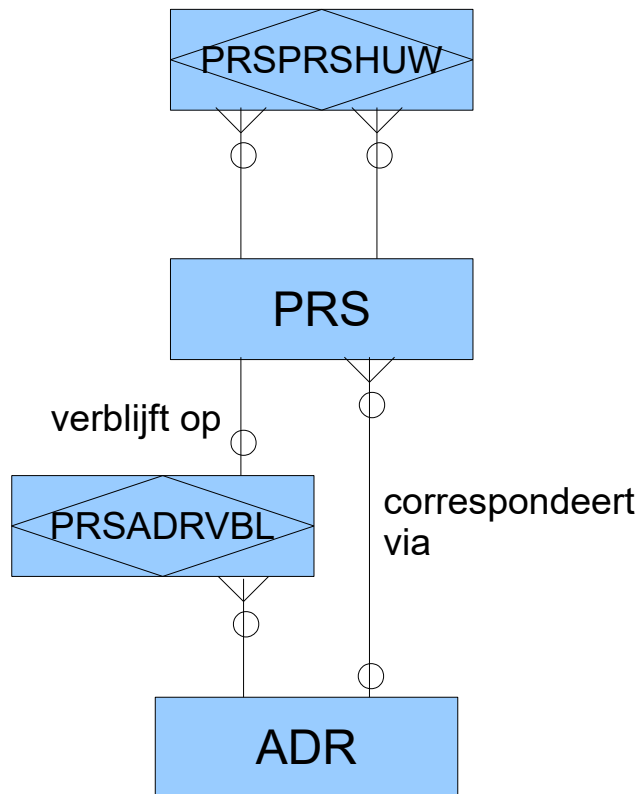 PRSPRSHUW
PRS
verblijft op
PRSADRVBL
correspondeert
via
ADR